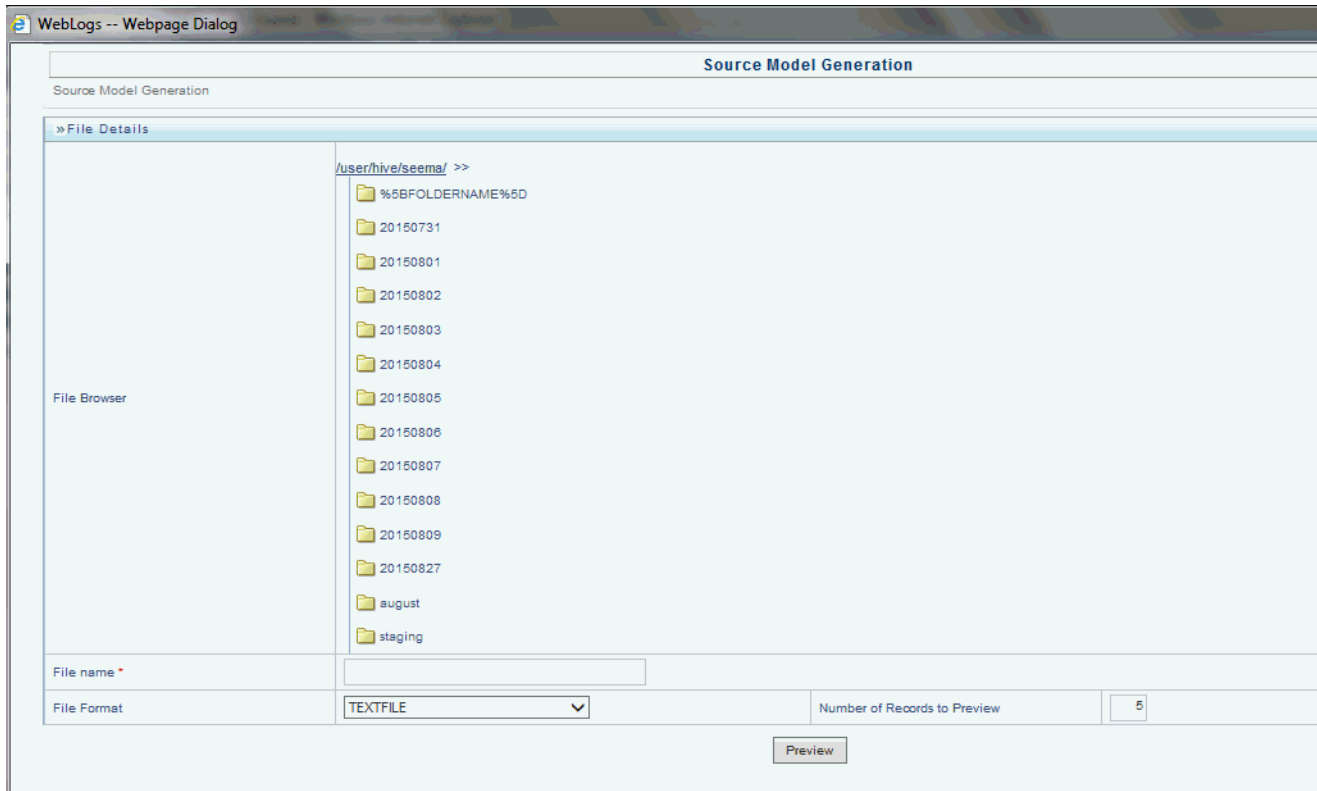 WebLogs -- Webpage Dialog
Source Model Generation
Source Model Generation
»File Details
/user/hive/seema/ >>
%5BFOLDERNAME%5D
20150731
20150801
20150802
20150803
20150804
File Browser
20150805
20150806
20150807
20150808
20150809
20150827
august
staging
File name *
File Format TEXTFILE Number of Records to Preview 5
Preview